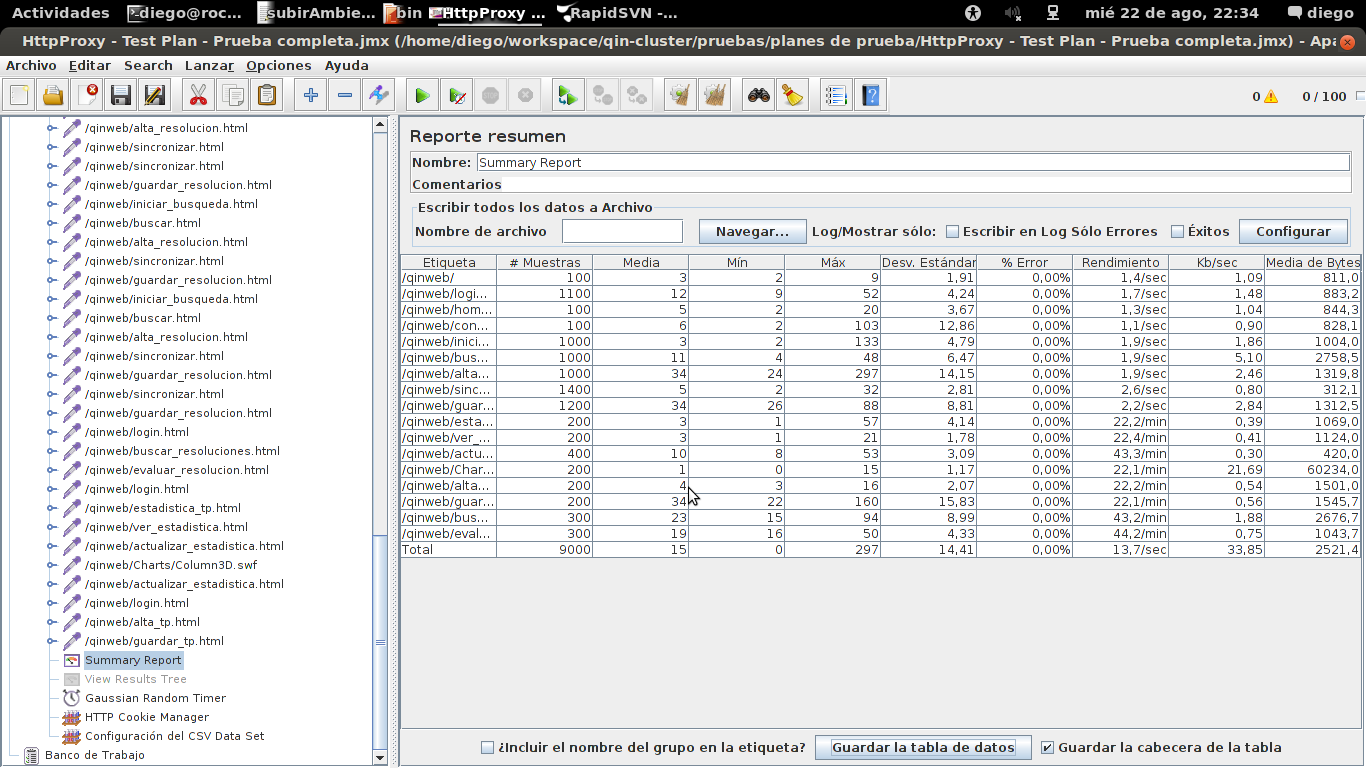 Actividades diego@roc... subirAmbie... bin HttpProxy ... RapidSVN -... mié 22 de ago, 22:34 diego
HttpProxy - Test Plan - Prueba completa.jmx (/home/diego/workspace/qin-cluster/pruebas/planes de prueba/HttpProxy - Test Plan - Prueba completa.jmx) - Apa
Archivo Editar Search Lanzar Opciones Ayuda
0 0 / 100
/qinweb/alta_resolucion.html
/qinweb/sincronizar.html
/qinweb/sincronizar.html
/qinweb/guardar_resolucion.html
/qinweb/iniciar_busqueda.html
/qinweb/buscar.html
/qinweb/alta_resolucion.html
/qinweb/sincronizar.html
/qinweb/guardar_resolucion.html
/qinweb/iniciar_busqueda.html
/qinweb/buscar.html
/qinweb/alta_resolucion.html
/qinweb/sincronizar.html
/qinweb/guardar_resolucion.html
/qinweb/sincronizar.html
/qinweb/guardar_resolucion.html
/qinweb/login.html
/qinweb/buscar_resoluciones.html
/qinweb/evaluar_resolucion.html
/qinweb/login.html
/qinweb/estadistica_tp.html
/qinweb/ver_estadistica.html
/qinweb/actualizar_estadistica.html
/qinweb/Charts/Column3D.swf
/qinweb/actualizar_estadistica.html
/qinweb/login.html
/qinweb/alta_tp.html
/qinweb/guardar_tp.html
Summary Report
View Results Tree
Gaussian Random Timer
HTTP Cookie Manager
Configuración del CSV Data Set
Banco de Trabajo
Reporte resumen
Nombre: Summary Report
Comentarios
Escribir todos los datos a Archivo
Nombre de archivo Navegar... Log/Mostrar sólo: Escribir en Log Sólo Errores Éxitos Configurar
Etiqueta # Muestras Media Mín Máx Desv. Estándar % Error Rendimiento Kb/sec Media de Bytes
/qinweb/ 100 3 2 9 1,91 0,00% 1,4/sec 1,09 811,0
/qinweb/logi... 1100 12 9 52 4,24 0,00% 1,7/sec 1,48 883,2
/qinweb/hom... 100 5 2 20 3,67 0,00% 1,3/sec 1,04 844,3
/qinweb/con... 100 6 2 103 12,86 0,00% 1,1/sec 0,90 828,1
/qinweb/inici... 1000 3 2 133 4,79 0,00% 1,9/sec 1,86 1004,0
/qinweb/bus... 1000 11 4 48 6,47 0,00% 1,9/sec 5,10 2758,5
/qinweb/alta... 1000 34 24 297 14,15 0,00% 1,9/sec 2,46 1319,8
/qinweb/sinc... 1400 5 2 32 2,81 0,00% 2,6/sec 0,80 312,1
/qinweb/guar... 1200 34 26 88 8,81 0,00% 2,2/sec 2,84 1312,5
/qinweb/esta... 200 3 1 57 4,14 0,00% 22,2/min 0,39 1069,0
/qinweb/ver_... 200 3 1 21 1,78 0,00% 22,4/min 0,41 1124,0
/qinweb/actu... 400 10 8 53 3,09 0,00% 43,3/min 0,30 420,0
/qinweb/Char... 200 1 0 15 1,17 0,00% 22,1/min 21,69 60234,0
/qinweb/alta... 200 4 3 16 2,07 0,00% 22,1/min 0,54 1501,0
/qinweb/guar... 200 34 22 160 15,83 0,00% 22,1/min 0,56 1545,7
/qinweb/bus... 300 23 15 94 8,99 0,00% 43,2/min 1,88 2676,7
/qinweb/eval... 300 19 16 50 4,33 0,00% 44,2/min 0,75 1043,7
Total 9000 15 0 297 14,41 0,00% 13,7/sec 33,85 2521,4
¿Incluir el nombre del grupo en la etiqueta? Guardar la tabla de datos Guardar la cabecera de la tabla